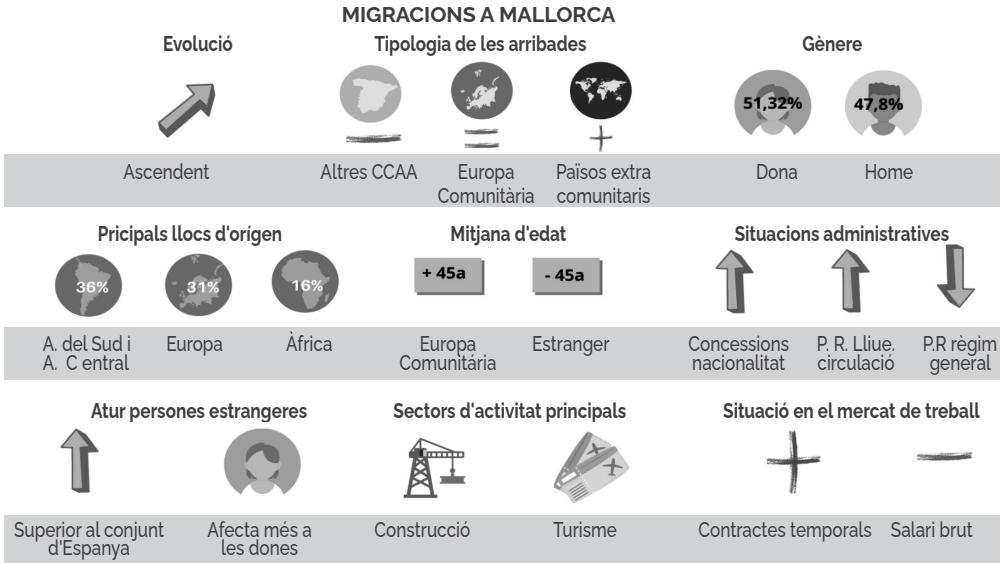 MIGRACIONS A MALLORCA
Evolució
Ascendent
Tipologia de les arribades
Altres CCAA
Europa
Comunitària
Països extra
comunitaris
Gènere
51,32%
47,8%
Dona
Home
Pricipals llocs d'orígen
36%
31%
16%
A. del Sud i
A. C entral
Europa
Àfrica
Mitjana d'edat
+ 45a
- 45a
Europa
Comunitária
Estranger
Situacions administratives
Concessions
nacionalitat
P. R. Lliue.
circulació
P.R règim
general
Atur persones estrangeres
Superior al conjunt
d'Espanya
Afecta mès a
les dones
Sectors d'activitat principals
Construcció
Turisme
Situació en el mercat de treball
Contractes temporals
Salari brut